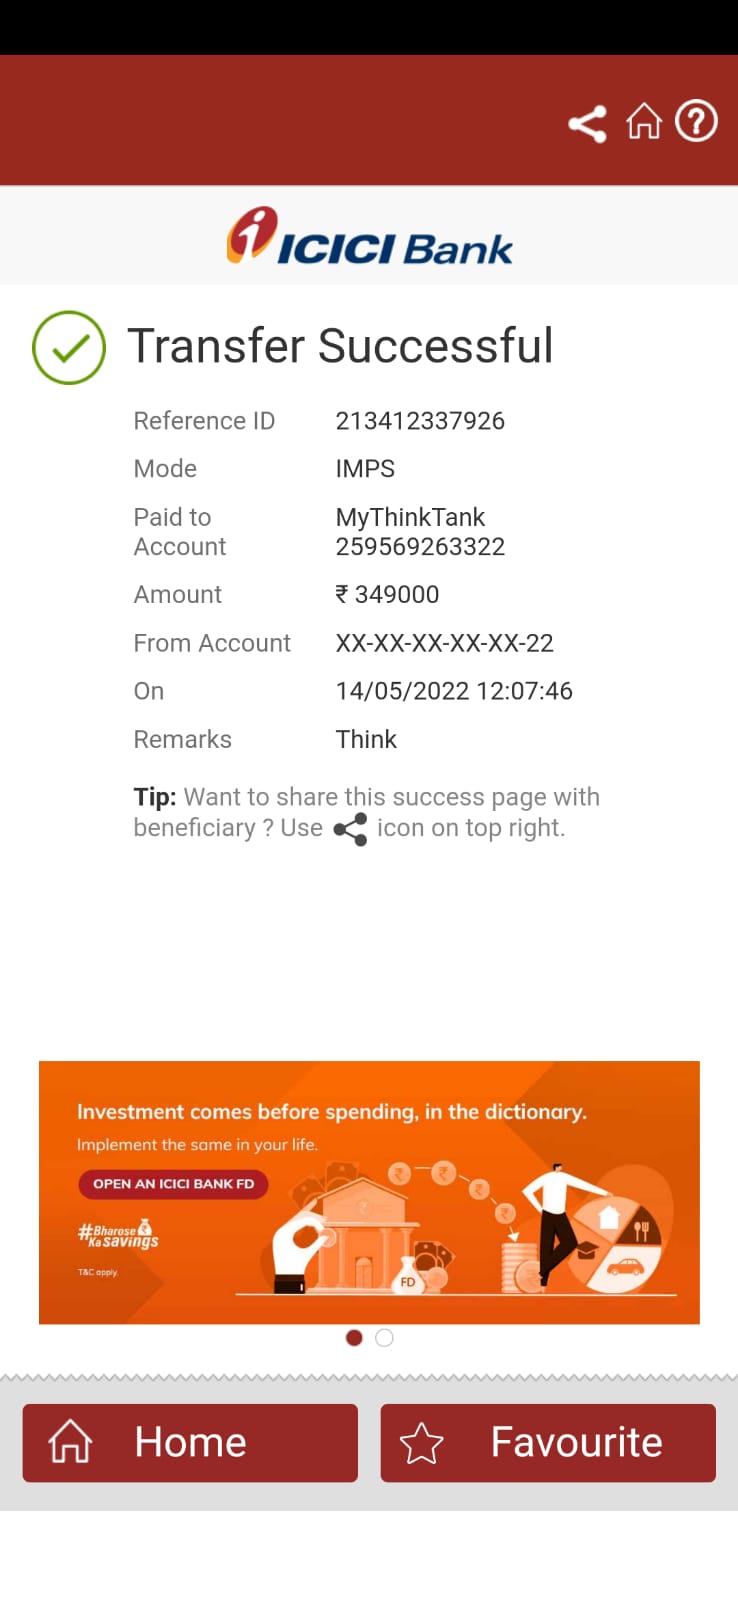 ICICI Bank
Transfer Successful
Reference ID 213412337926
Mode IMPS
Paid to MyThinkTank
Account 259569263322
Amount ₹ 349000
From Account XX-XX-XX-XX-XX-22
On 14/05/2022 12:07:46
Remarks Think
Tip: Want to share this success page with
beneficiary ? Use icon on top right.
Investment comes before spending, in the dictionary.
Implement the same in your life.
OPEN AN ICICI BANK FD
#Bharose
Ka savings
T&C apply.
FD
Home Favourite